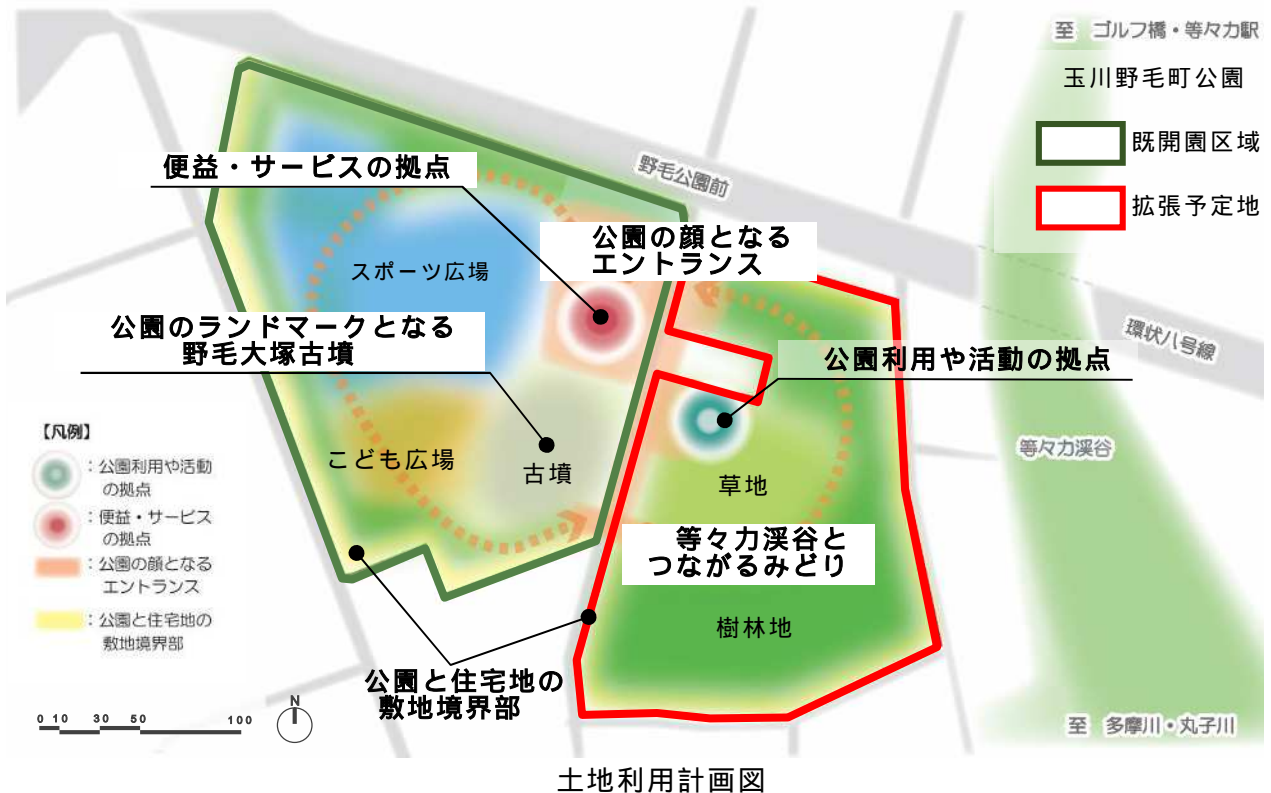 至 ゴルフ橋・等々力駅
玉川野毛町公園
既開園区域
拡張予定地
野毛公園前
便益・サービスの拠点
公園の顔となる
エントランス
スポーツ広場
公園のランドマークとなる
野毛大塚古墳
環状八号線
公園利用や活動の拠点
【凡例】
：公園利用や活動
の拠点
：便益・サービス
の拠点
：公園の顔となる
エントランス
：公園と住宅地の
敷地境界部
こども広場
古墳
草地
等々力渓谷
等々力渓谷と
つながるみどり
樹林地
公園と住宅地の
敷地境界部
0 10 30 50 100
N
至 多摩川・丸子川
土地利用計画図